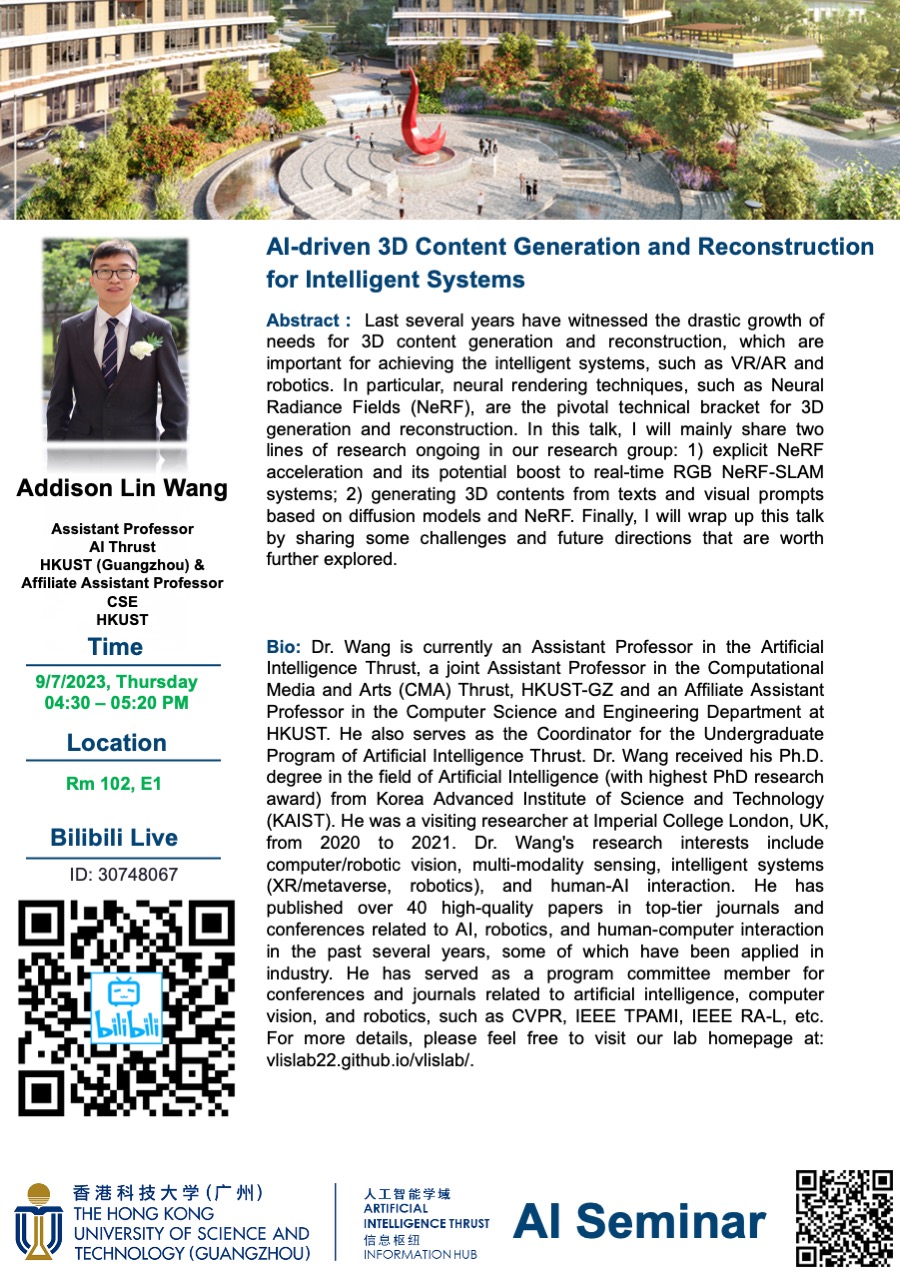 AI-driven 3D Content Generation and Reconstruction
for Intelligent Systems
Abstract : Last several years have witnessed the drastic growth of
needs for 3D content generation and reconstruction, which are
important for achieving the intelligent systems, such as VR/AR and
robotics. In particular, neural rendering techniques, such as Neural
Radiance Fields (NeRF), are the pivotal technical bracket for 3D
generation and reconstruction. In this talk, I will mainly share two
lines of research ongoing in our research group: 1) explicit NeRF
acceleration and its potential boost to real-time RGB NeRF-SLAM
systems; 2) generating 3D contents from texts and visual prompts
based on diffusion models and NeRF. Finally, I will wrap up this talk
by sharing some challenges and future directions that are worth
further explored.
Addison Lin Wang
Assistant Professor
AI Thrust
HKUST (Guangzhou) &
Affiliate Assistant Professor
CSE
HKUST
Time
9/7/2023, Thursday
04:30 – 05:20 PM
Location
Rm 102, E1
Bilibili Live
ID: 30748067
bilibili
Bio: Dr. Wang is currently an Assistant Professor in the Artificial
Intelligence Thrust, a joint Assistant Professor in the Computational
Media and Arts (CMA) Thrust, HKUST-GZ and an Affiliate Assistant
Professor in the Computer Science and Engineering Department at
HKUST. He also serves as the Coordinator for the Undergraduate
Program of Artificial Intelligence Thrust. Dr. Wang received his Ph.D.
degree in the field of Artificial Intelligence (with highest PhD research
award) from Korea Advanced Institute of Science and Technology
(KAIST). He was a visiting researcher at Imperial College London, UK,
from 2020 to 2021. Dr. Wang's research interests include
computer/robotic vision, multi-modality sensing, intelligent systems
(XR/metaverse, robotics), and human-AI interaction. He has
published over 40 high-quality papers in top-tier journals and
conferences related to AI, robotics, and human-computer interaction
in the past several years, some of which have been applied in
industry. He has served as a program committee member for
conferences and journals related to artificial intelligence, computer
vision, and robotics, such as CVPR, IEEE TPAMI, IEEE RA-L, etc.
For more details, please feel free to visit our lab homepage at:
vlislab22.github.io/vlislab/.
香港科技大学(广州)
THE HONG KONG
UNIVERSITY OF SCIENCE AND
TECHNOLOGY (GUANGZHOU)
人工智能学域
ARTIFICIAL
INTELLIGENCE THRUST
信息枢纽
INFORMATION HUB
AI Seminar